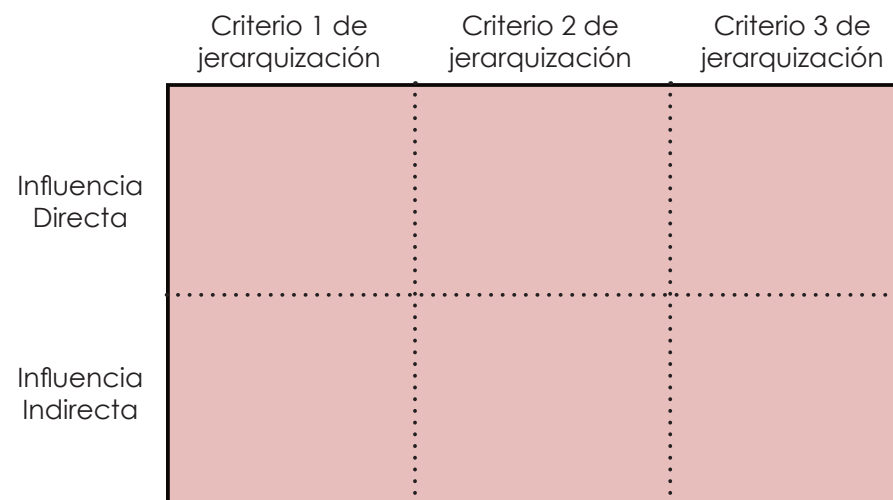 Criterio 1 de
jerarquización
Criterio 2 de
jerarquización
Criterio 3 de
jerarquización
Influencia
Directa
Influencia
Indirecta